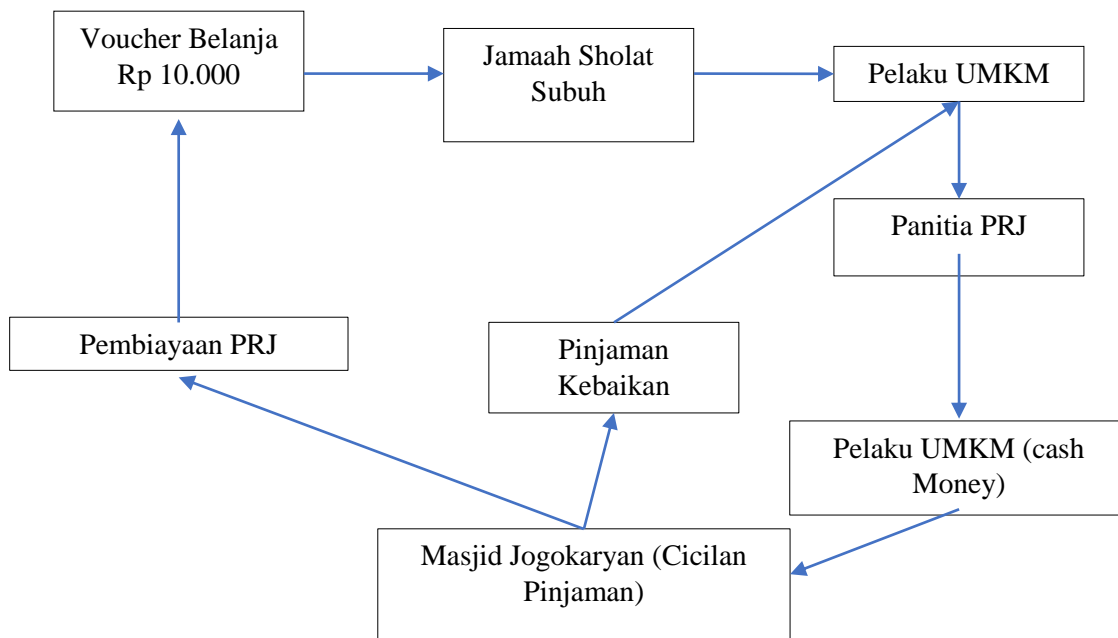 Voucher Belanja
Rp 10.000
Jamaah Sholat
Subuh
Pelaku UMKM
Panitia PRJ
Pembiayaan PRJ
Pinjaman
Kebaikan
Pelaku UMKM (cash
Money)
Masjid Jogokaryan (Cicilan
Pinjaman)